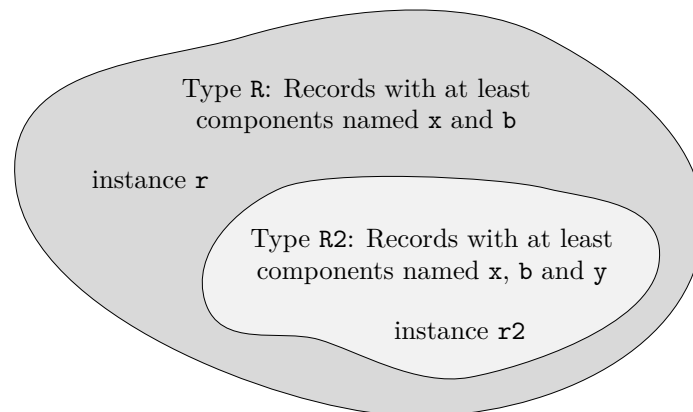 Type R: Records with at least
components named x and b
instance r
Type R2: Records with at least
components named x, b and y
instance r2